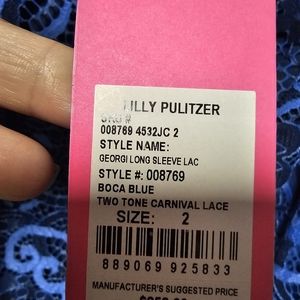 LILLY PULITZER
SKU #
008769 4532JC 2
STYLE NAME:
GEORGI LONG SLEEVE LAC
STYLE #: 008769
BOCA BLUE
TWO TONE CARNIVAL LACE
SIZE: 2
889069 925833
MANUFACTURER'S SUGGESTED PRICE